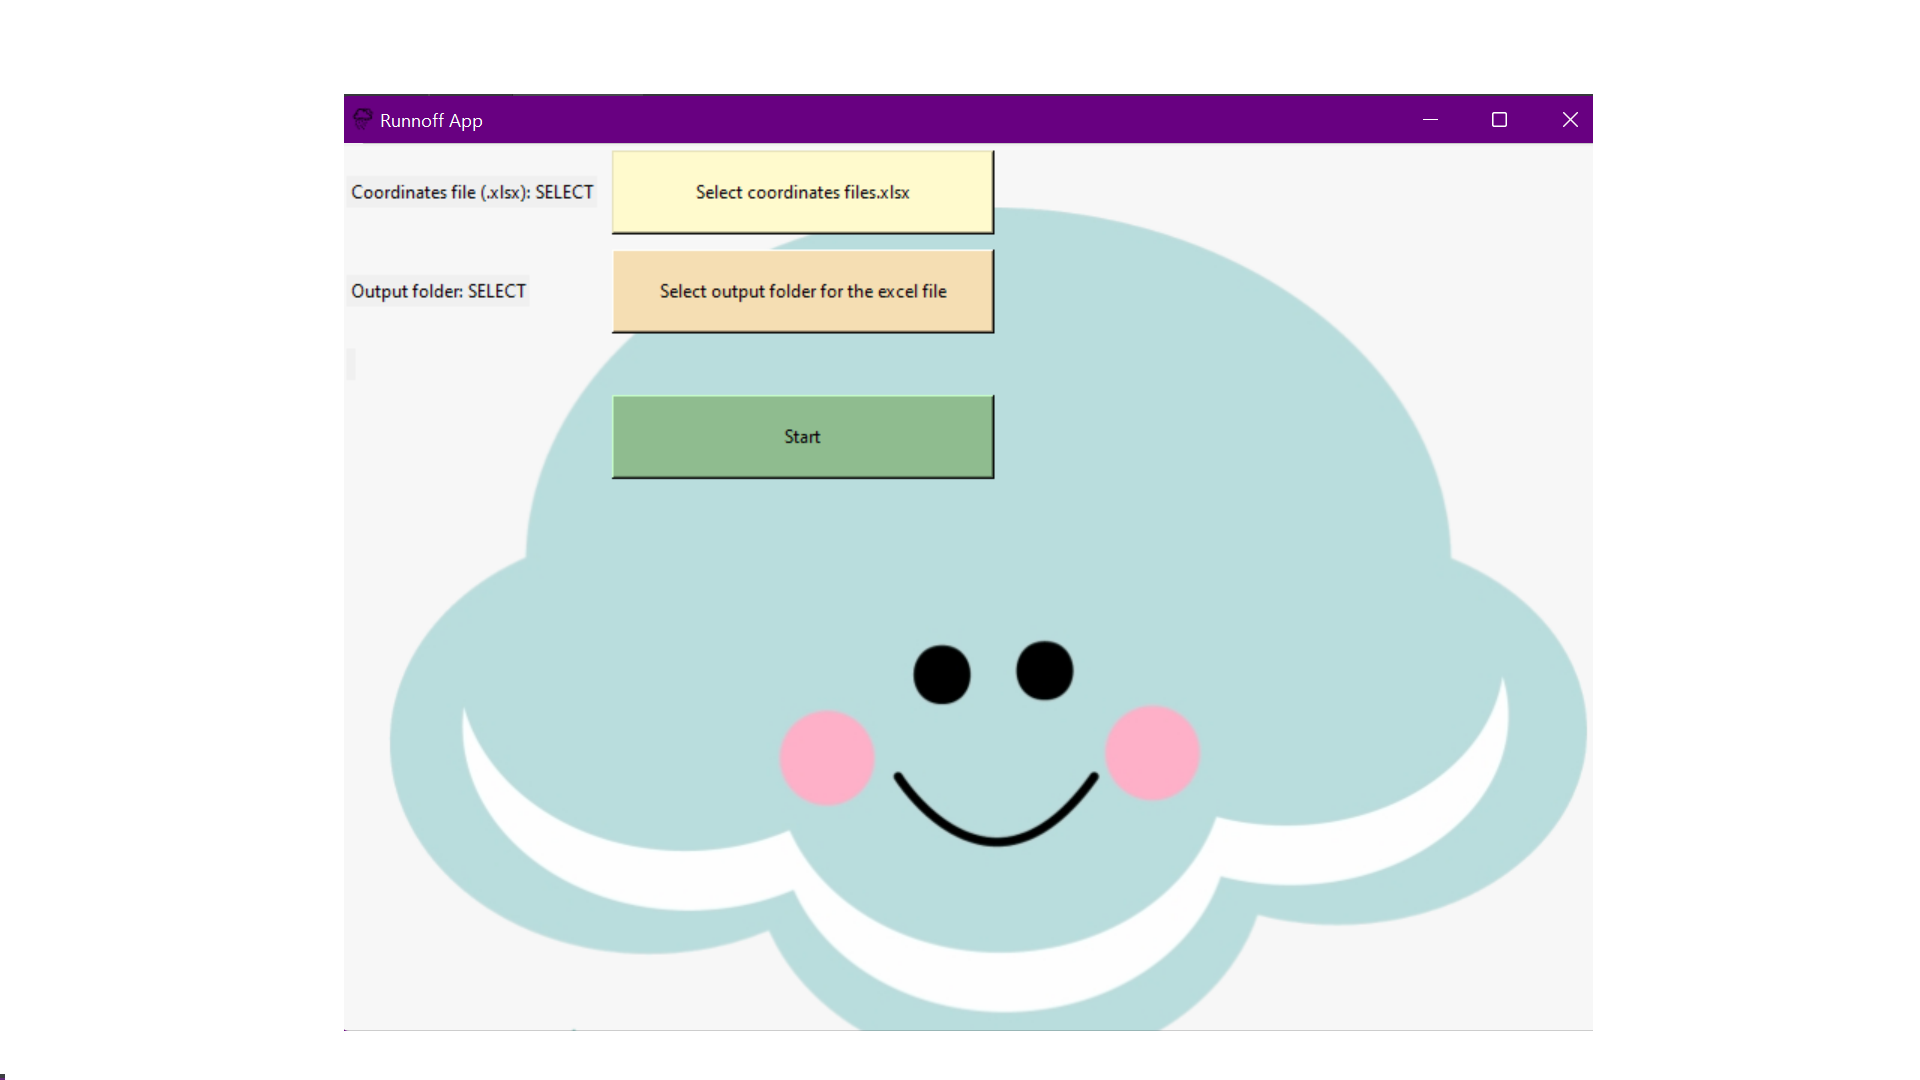 Runnoff App
Coordinates file (.xlsx): SELECT
Select coordinates files.xlsx
Output folder: SELECT
Select output folder for the excel file
Start